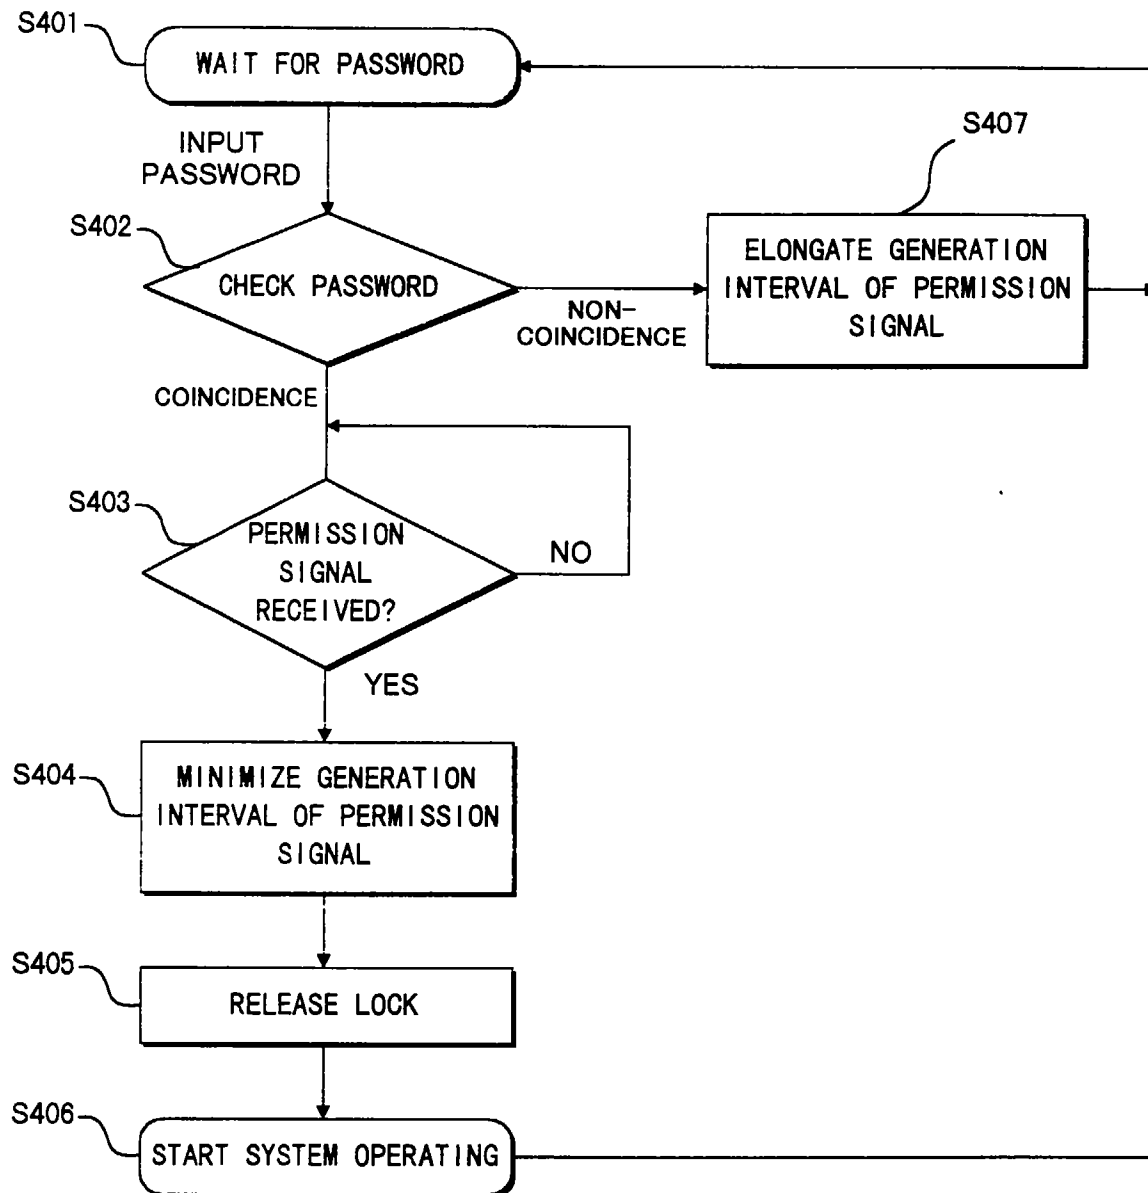 S401
WAIT FOR PASSWORD
INPUT
PASSWORD
S407
S402
CHECK PASSWORD
NON-
COINCIDENCE
ELONGATE GENERATION
INTERVAL OF PERMISSION
SIGNAL
COINCIDENCE
S403
PERMISSION
SIGNAL
RECEIVED?
NO
YES
S404
MINIMIZE GENERATION
INTERVAL OF PERMISSION
SIGNAL
S405
RELEASE LOCK
S406
START SYSTEM OPERATING